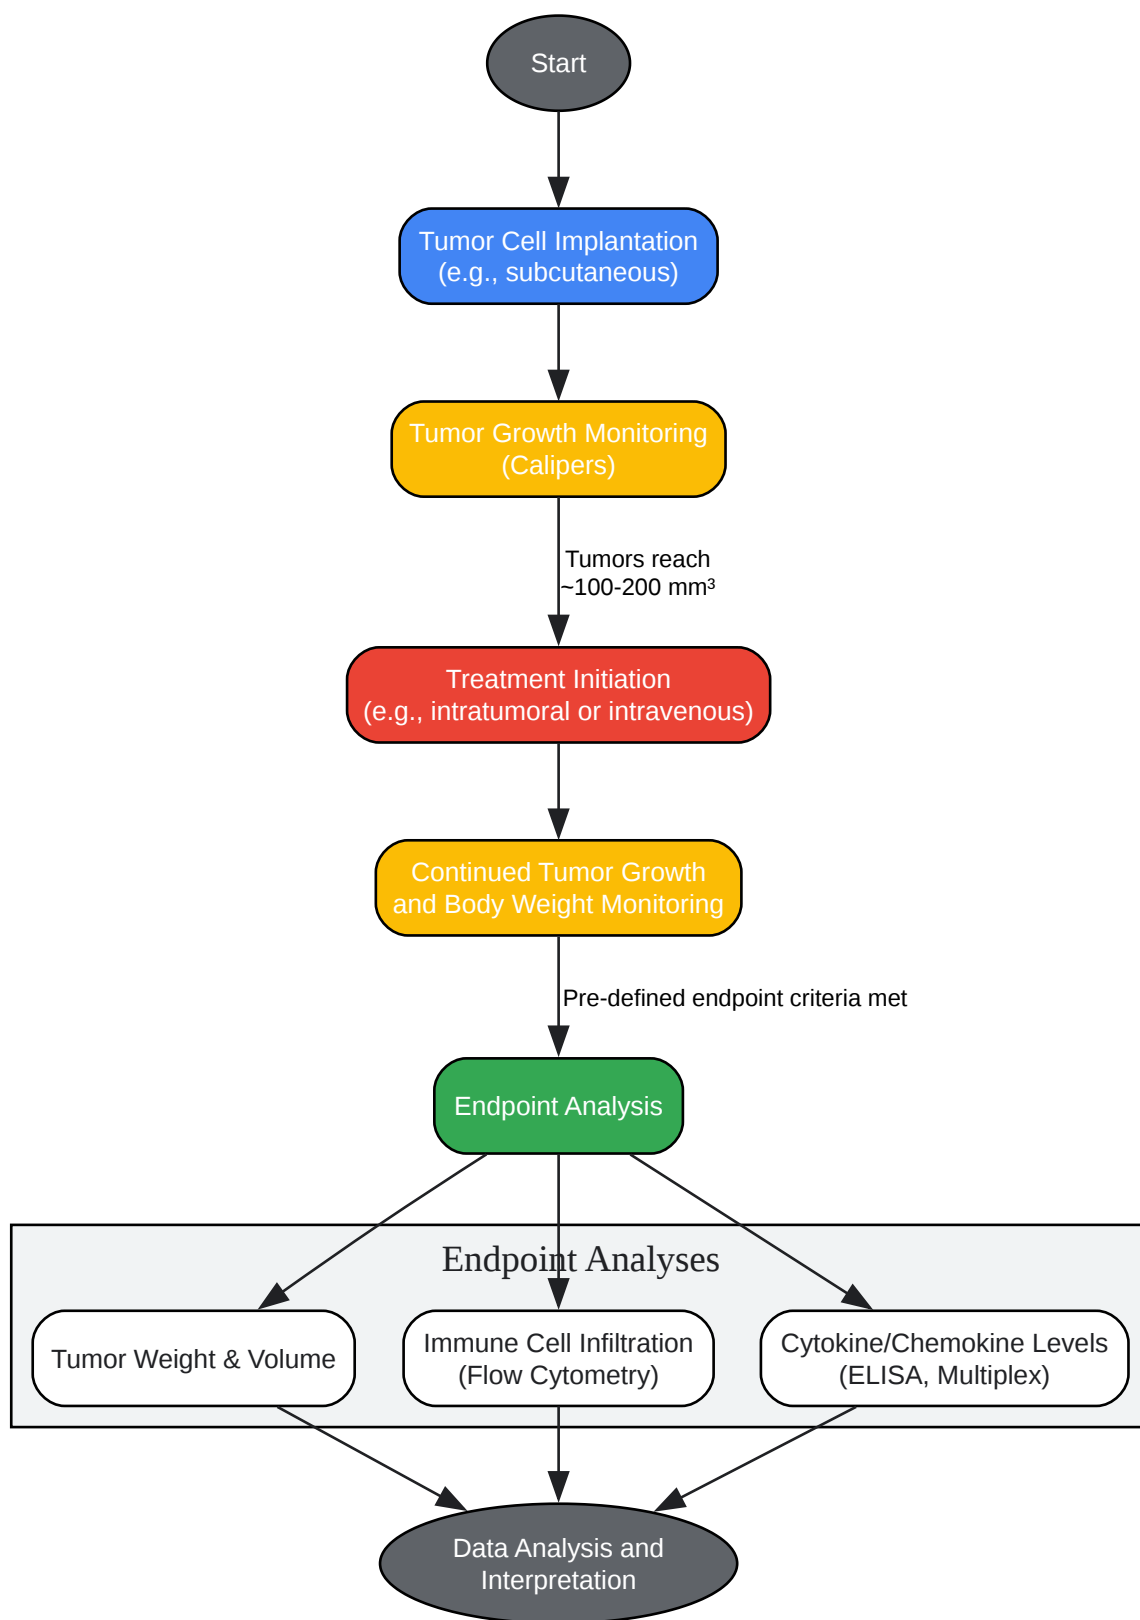 Start
Tumor Cell Implantation
(e.g., subcutaneous)
Tumor Growth Monitoring
(Calipers)
Tumors reach
~100-200 mm³
Treatment Initiation
(e.g., intratumoral or intravenous)
Continued Tumor Growth
and Body Weight Monitoring
Pre-defined endpoint criteria met
Endpoint Analysis
Endpoint Analyses
Tumor Weight & Volume
Immune Cell Infiltration
(Flow Cytometry)
Cytokine/Chemokine Levels
(ELISA, Multiplex)
Data Analysis and
Interpretation